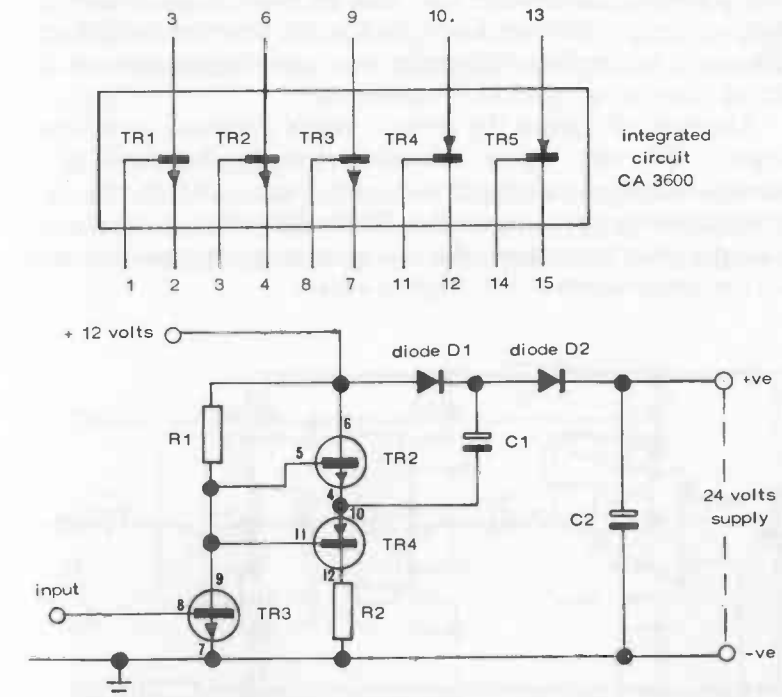 3 6 9 10. 13
TR1 TR2 TR3 TR4 TR5
integrated
circuit
CA 3600
1 2 3 4 8 7 11 12 14 15
+ 12 volts
diode D1 diode D2
+ve
R1
6
5
TR2
C1
4
10
11
TR4
12
C2
24 volts
supply
input
9
8
TR3
R2
7
-ve